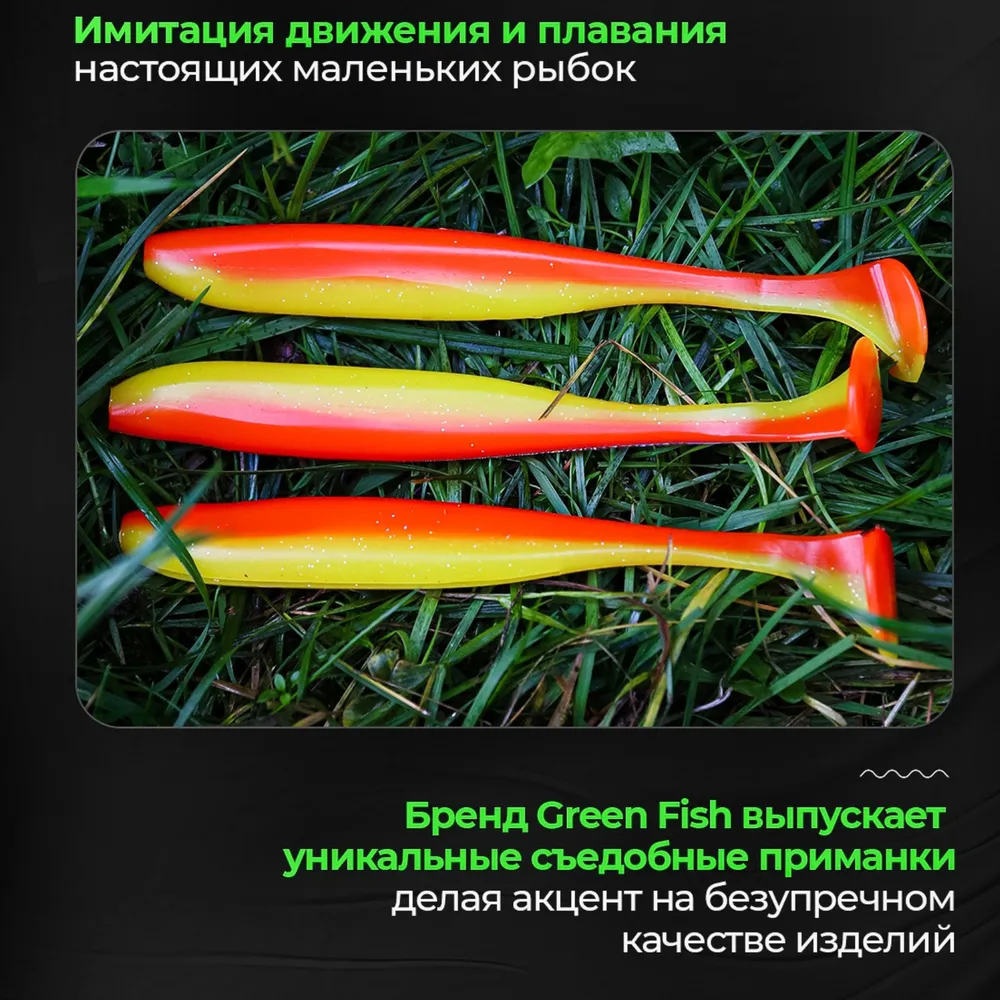 Имитация движения и плавания
настоящих маленьких рыбок
Бренд Green Fish выпускает
уникальные съедобные приманки
делая акцент на безупречном
качестве изделий